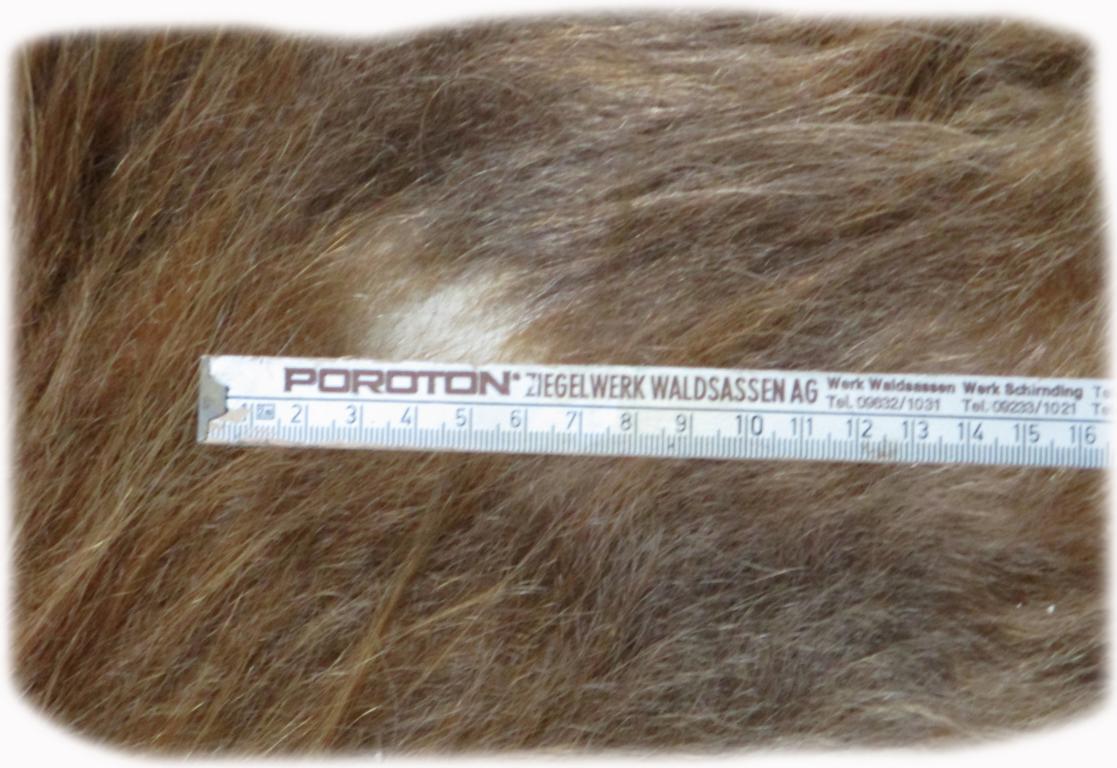 POROTON® ZIEGELWERK WALDSASSEN AG
Werk Waldsassen Werk Schirnding
Tel. 09632/1031 Tel. 09233/1021
1 2m 2 3 4 5 6 7 8 9 10 11 12 13 14 15 16